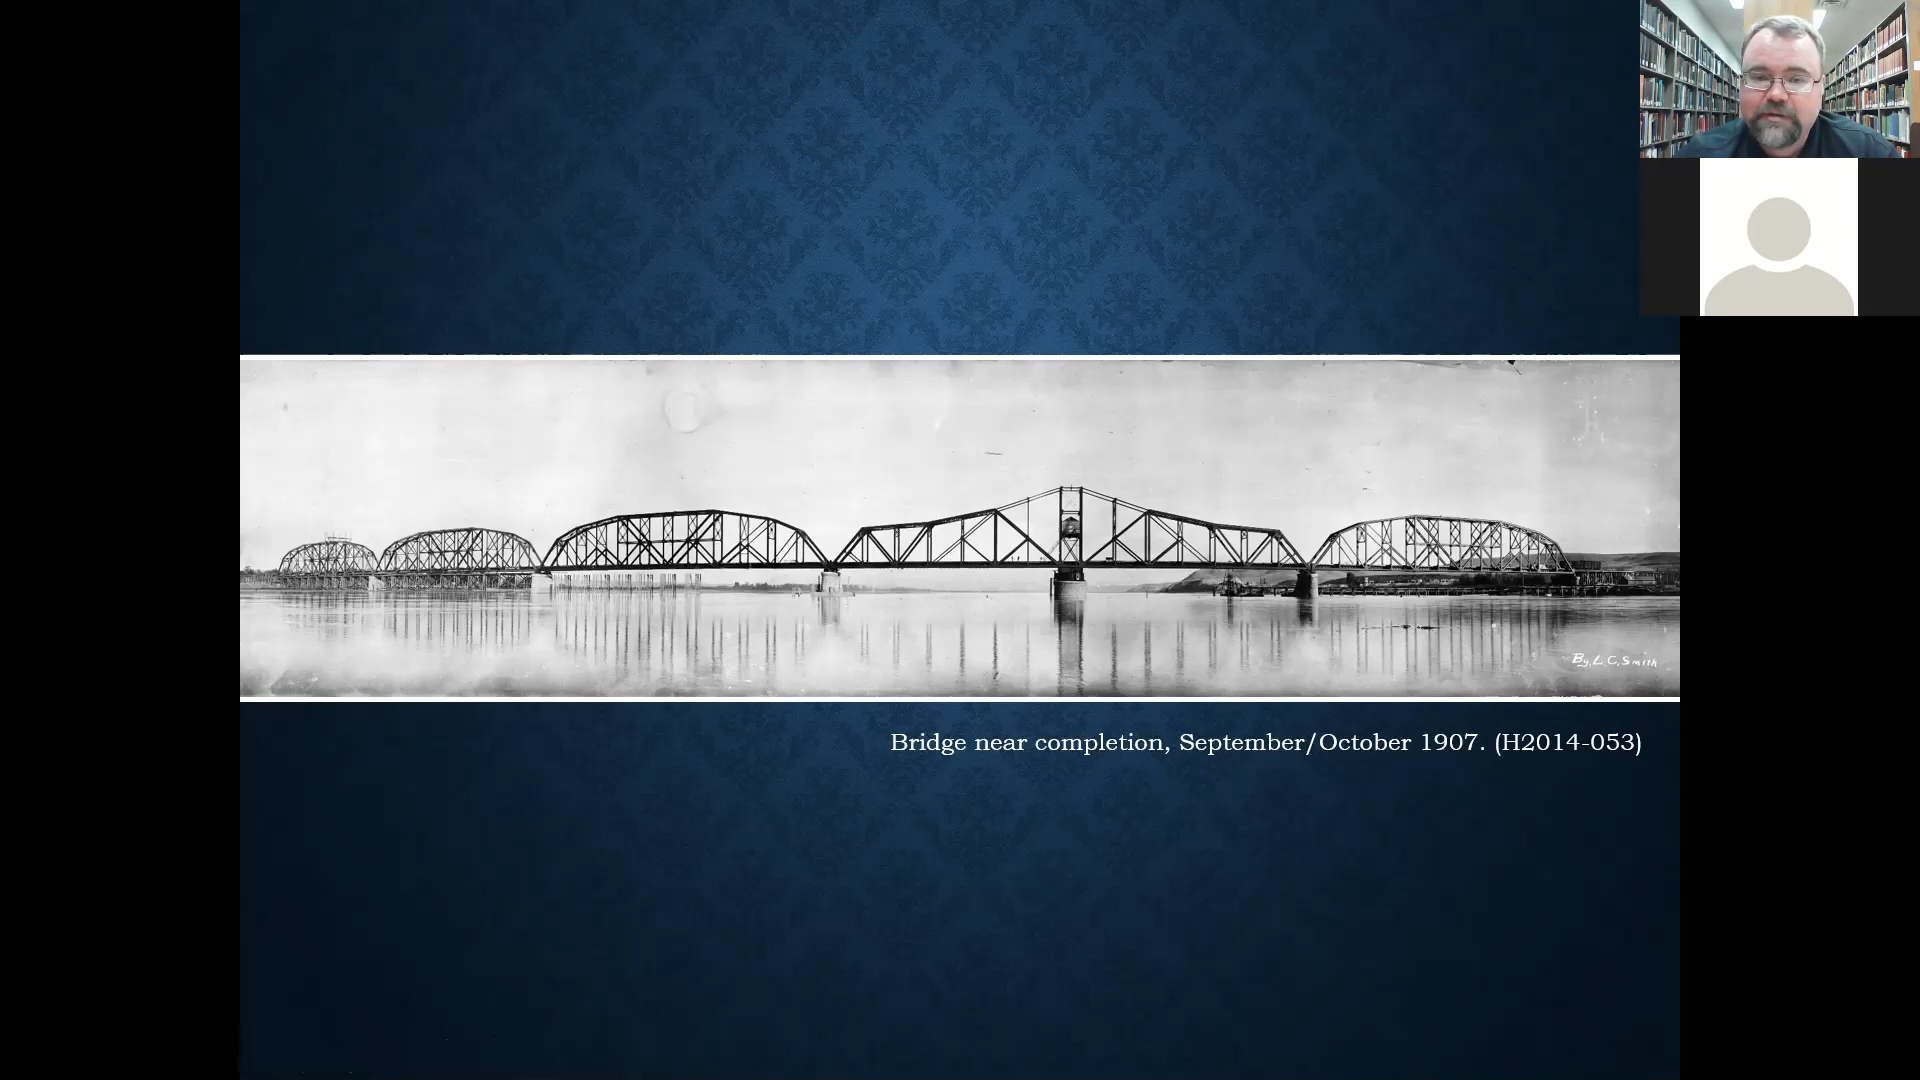 By, L.C. Smith
Bridge near completion, September/October 1907. (H2014-053)